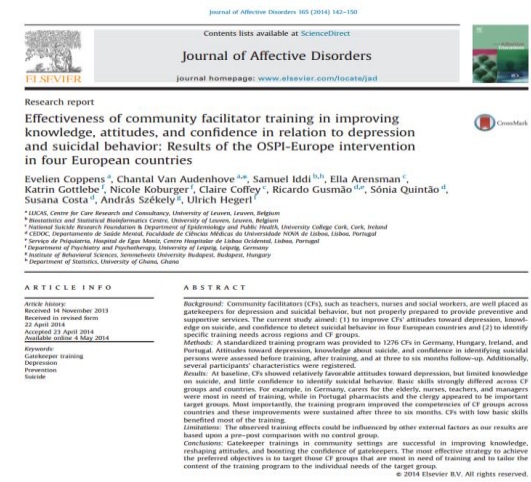 Journal of Affective Disorders 165 (2014) 142–150
Contents lists available at ScienceDirect
Journal of Affective Disorders
journal homepage: www.elsevier.com/locate/jad
ELSEVIER
Research report
Effectiveness of community facilitator training in improving
knowledge, attitudes, and confidence in relation to depression
and suicidal behavior: Results of the OSPI-Europe intervention
in four European countries
CrossMark
Evelien Coppens a, Chantal Van Audenhove a,*, Samuel Iddi b,h, Ella Arensman c,
Katrin Gottlebe f, Nicole Koburger f, Claire Coffey c, Ricardo Gusmão d,e, Sónia Quintão d,
Susana Costa d, András Székely g, Ulrich Hegerl f
a LUCAS, Centre for Care Research and Consultancy, University of Leuven, Leuven, Belgium
b Biostatistics and Statistical Bioinformatics Centre, University of Leuven, Leuven, Belgium
c National Suicide Research Foundation & Department of Epidemiology and Public Health, University College Cork, Cork, Ireland
d CEDOC, Departamento de Saúde Mental, Faculdade de Ciências Médicas da Universidade NOVA de Lisboa, Lisboa, Portugal
e Serviço de Psiquiatria, Hospital de Egas Moniz, Centro Hospitalar de Lisboa Ocidental, Lisboa, Portugal
f Department of Psychiatry and Psychotherapy, University of Leipzig, Leipzig, Germany
g Institute of Behavioral Sciences, Semmelweis University Budapest, Budapest, Hungary
h Department of Statistics, University of Ghana, Ghana
ARTICLE INFO
Article history:
Received 14 November 2013
Received in revised form
22 April 2014
Accepted 23 April 2014
Available online 4 May 2014
Keywords:
Gatekeeper training
Depression
Prevention
Suicide
ABSTRACT
Background: Community facilitators (CFs), such as teachers, nurses and social workers, are well placed as
gatekeepers for depression and suicidal behavior, but not properly prepared to provide preventive and
supportive services. The current study aimed: (1) to improve CFs' attitudes toward depression, knowl-
edge on suicide, and confidence to detect suicidal behavior in four European countries and (2) to identify
specific training needs across regions and CF groups.
Methods: A standardized training program was provided to 1276 CFs in Germany, Hungary, Ireland, and
Portugal. Attitudes toward depression, knowledge about suicide, and confidence in identifying suicidal
persons were assessed before training, after training, and at three to six months follow-up. Additionally,
several participants' characteristics were registered.
Results: At baseline, CFs showed relatively favorable attitudes toward depression, but limited knowledge
on suicide, and little confidence to identify suicidal behavior. Basic skills strongly differed across CF
groups and countries. For example, in Germany, carers for the elderly, nurses, teachers, and managers
were most in need of training, while in Portugal pharmacists and the clergy appeared to be important
target groups. Most importantly, the training program improved the competencies of CF groups across
countries and these improvements were sustained after three to six months. CFs with low basic skills
benefited most of the training.
Limitations: The observed training effects could be influenced by other external factors as our results are
based upon a pre–post comparison with no control group.
Conclusions: Gatekeeper trainings in community settings are successful in improving knowledge,
reshaping attitudes, and boosting the confidence of gatekeepers. The most effective strategy to achieve
the preferred objectives is to target those CF groups that are most in need of training and to tailor the
content of the training program to the individual needs of the target group.
© 2014 Elsevier B.V. All rights reserved.